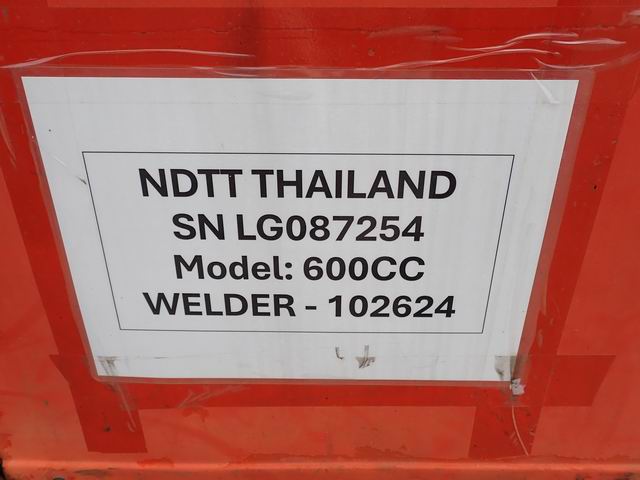 NDTT THAILAND
SN LG087254
Model: 600CC
WELDER - 102624